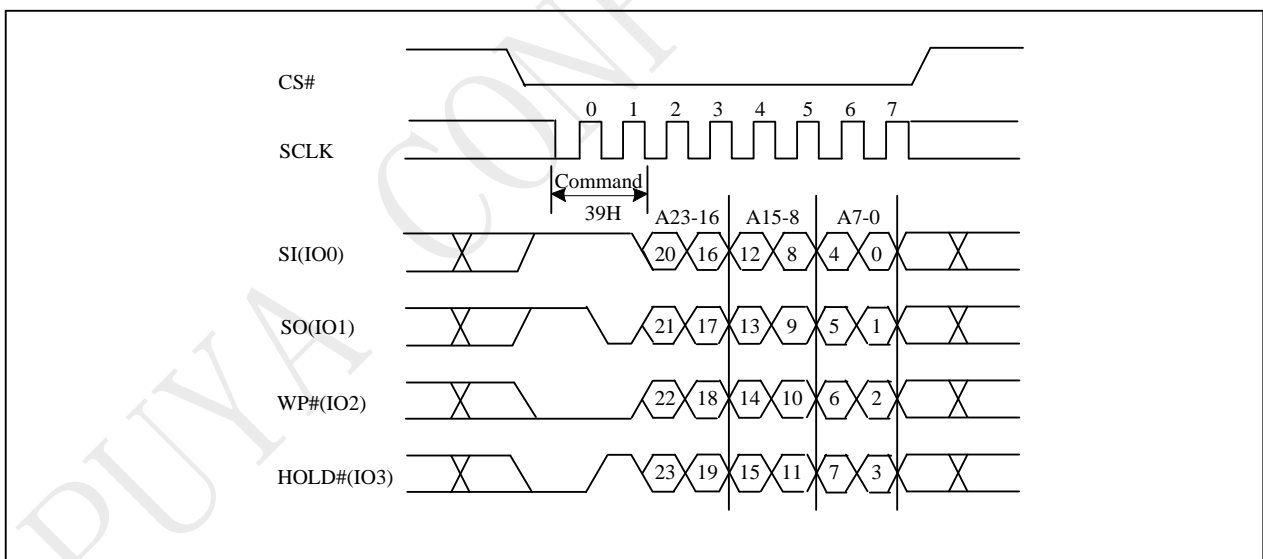 PUYA CONF
CS#
0 1 2 3 4 5 6 7
SCLK
Command
39H
A23-16 A15-8 A7-0
SI(IO0) 20 16 12 8 4 0
SO(IO1) 21 17 13 9 5 1
WP#(IO2) 22 18 14 10 6 2
HOLD#(IO3) 23 19 15 11 7 3